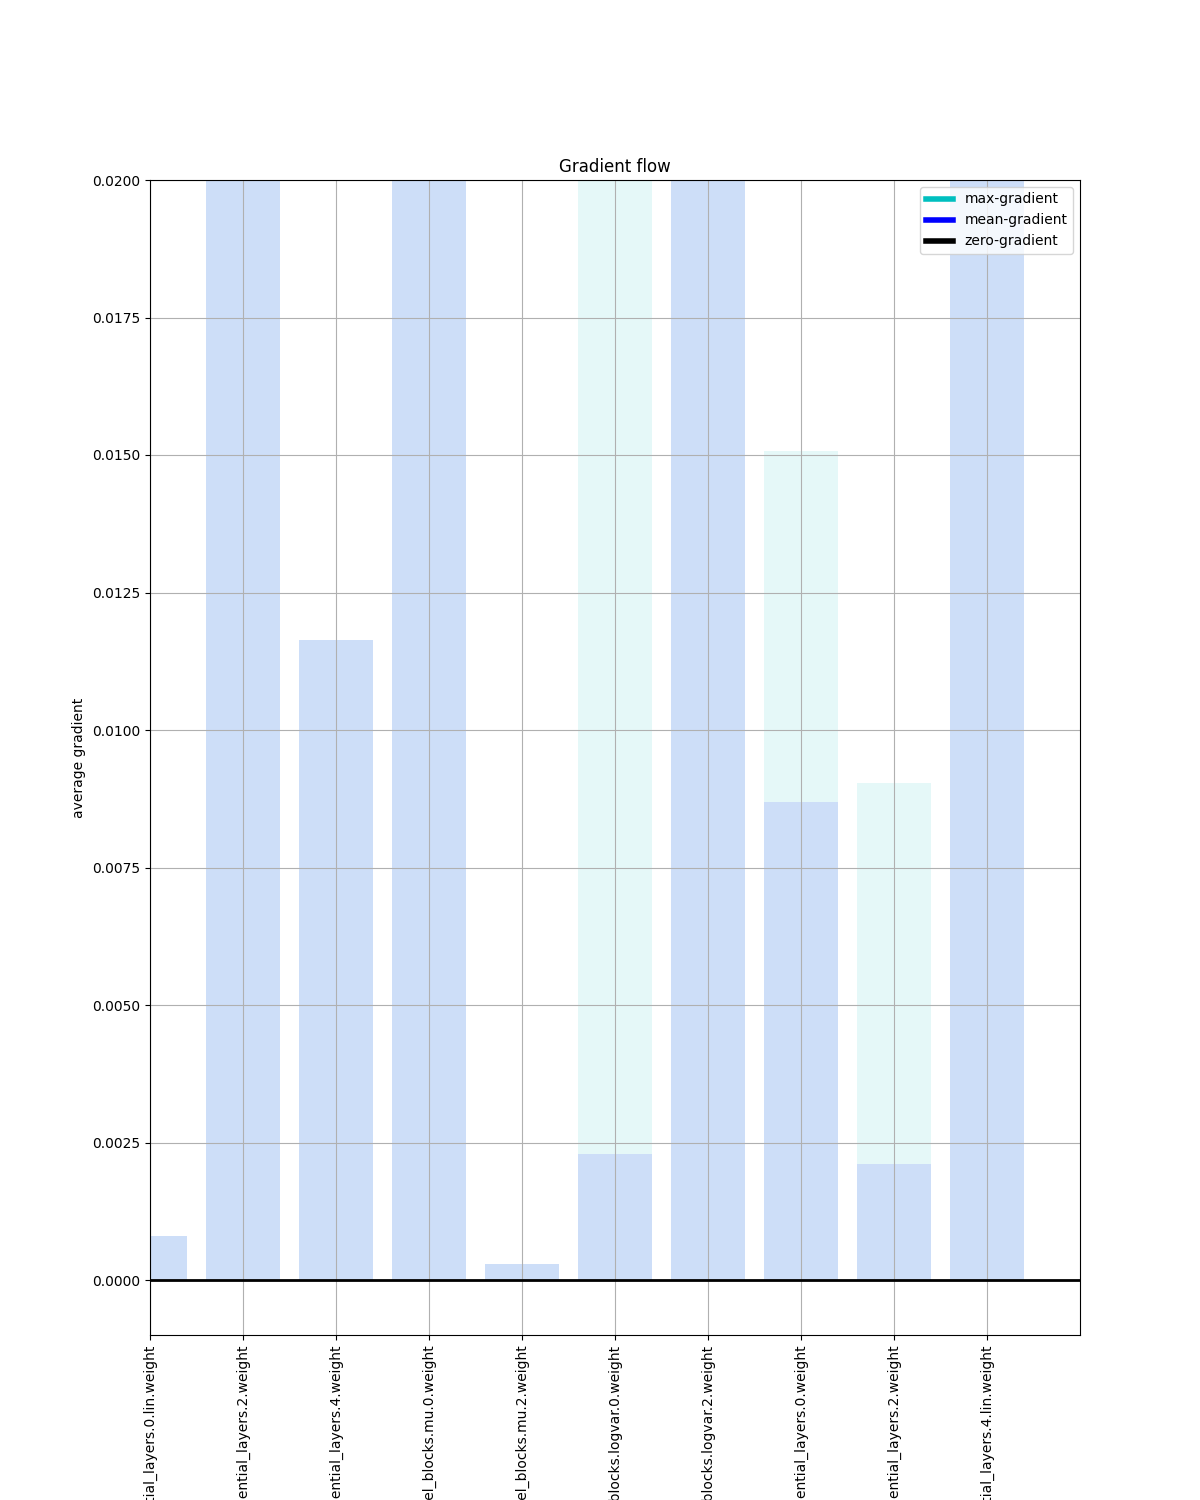 Gradient flow
0.0200
0.0175
0.0150
0.0125
0.0100
0.0075
0.0050
0.0025
0.0000
average gradient
max-gradient
mean-gradient
zero-gradient
tial_layers.0.lin.weight
ential_layers.2.weight
ential_layers.4.weight
el_blocks.mu.0.weight
el_blocks.mu.2.weight
blocks.logvar.0.weight
blocks.logvar.2.weight
ential_layers.0.weight
ential_layers.2.weight
tial_layers.4.lin.weight